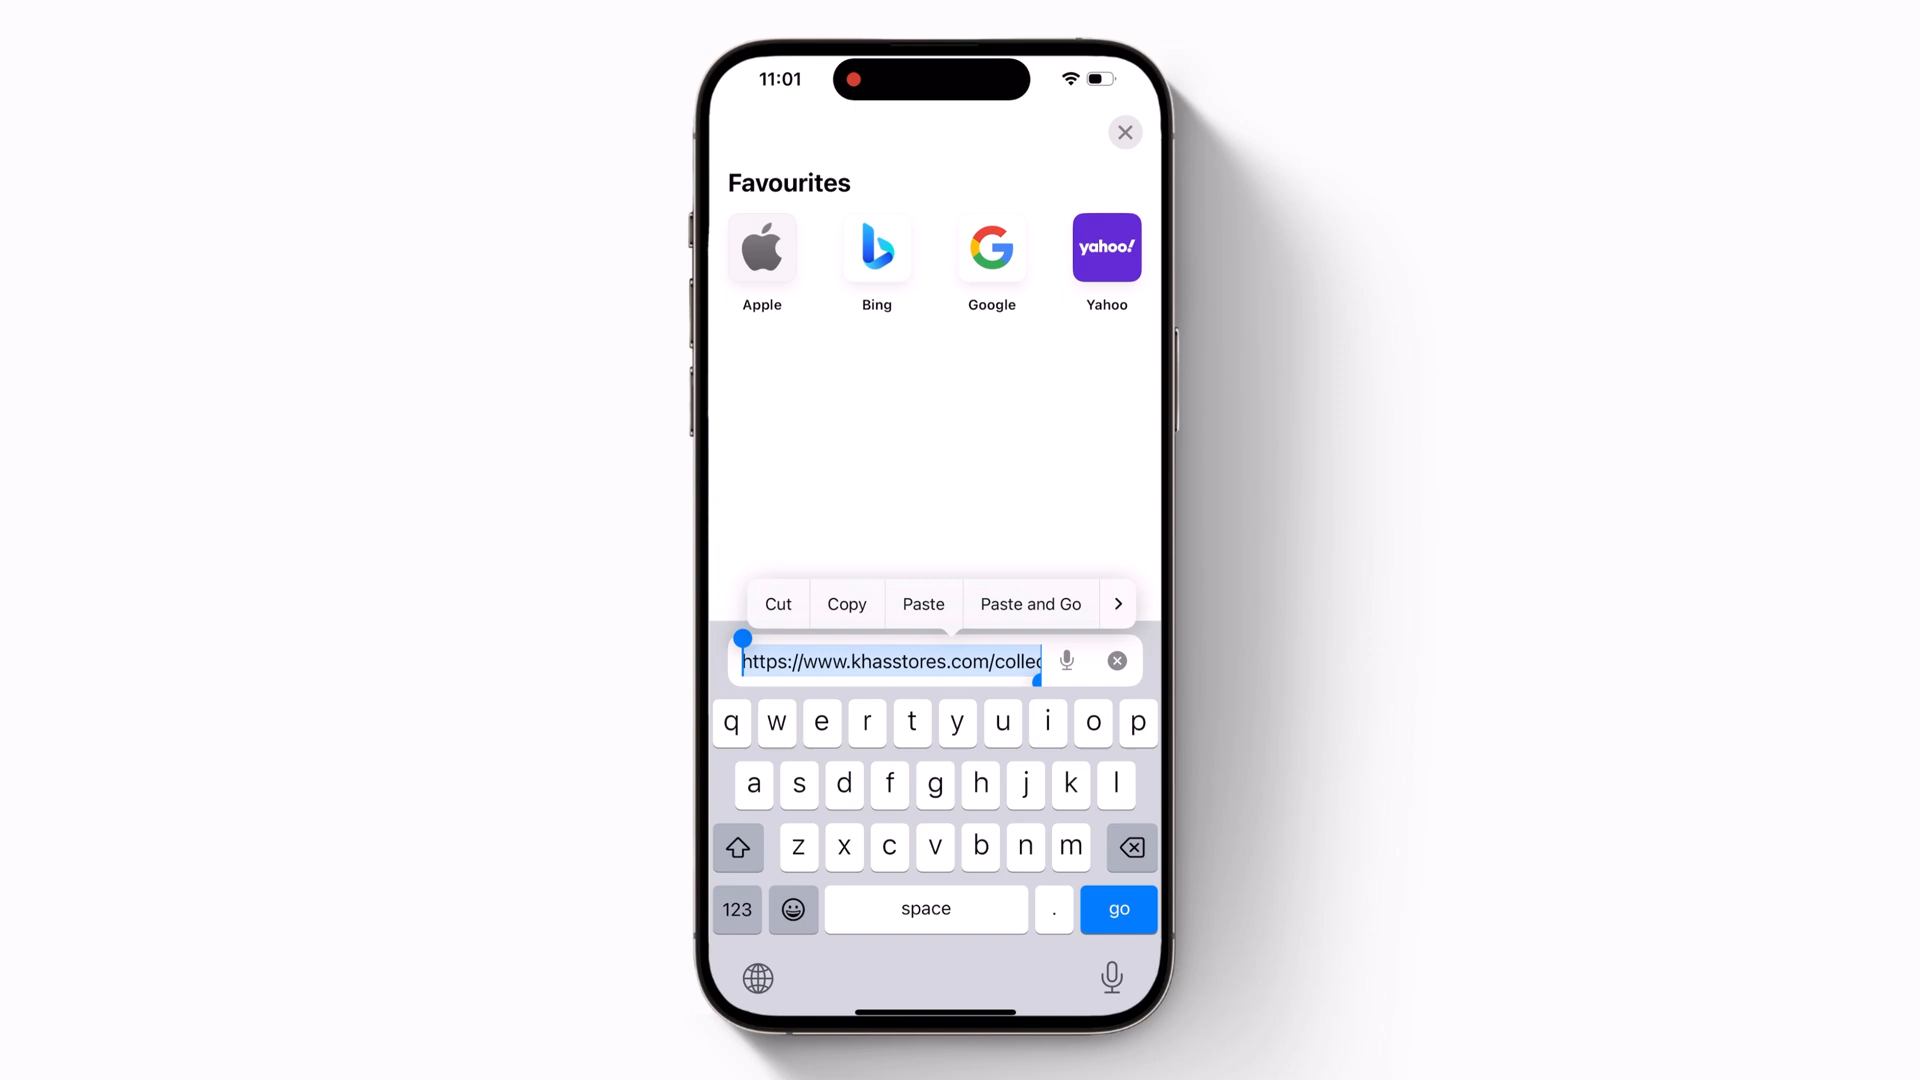 11:01
Favourites
yahoo!
Apple Bing Google Yahoo
Cut Copy Paste Paste and Go
https://www.khasstores.com/collec
q w e r t y u i o p
a s d f g h j k l
z x c v b n m
123 space . go